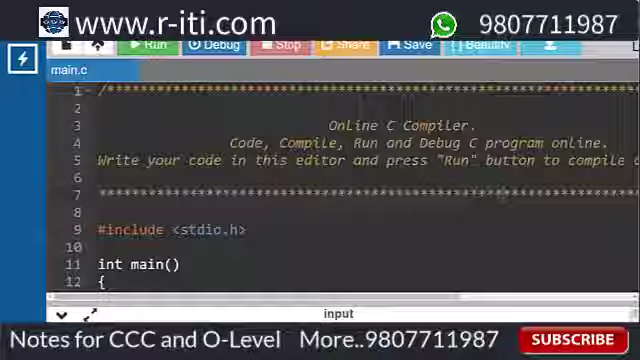 www.r-iti.com
9807711987
Run Debug Stop Share Save { } Beautify
main.c
1 /******************************************************************************
2
3 Online C Compiler.
4 Code, Compile, Run and Debug C program online.
5 Write your code in this editor and press "Run" button to compile
6
7 *******************************************************************************
8
9 #include <stdio.h>
10
11 int main()
12 {
input
Notes for CCC and O-Level More..9807711987
SUBSCRIBE